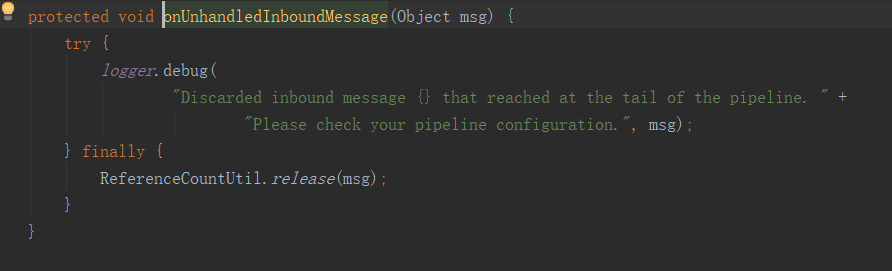 protected void onUnhandledInboundMessage(Object msg) {
try {
logger.debug(
"Discarded inbound message {} that reached at the tail of the pipeline. " +
"Please check your pipeline configuration.", msg);
} finally {
ReferenceCountUtil.release(msg);
}
}